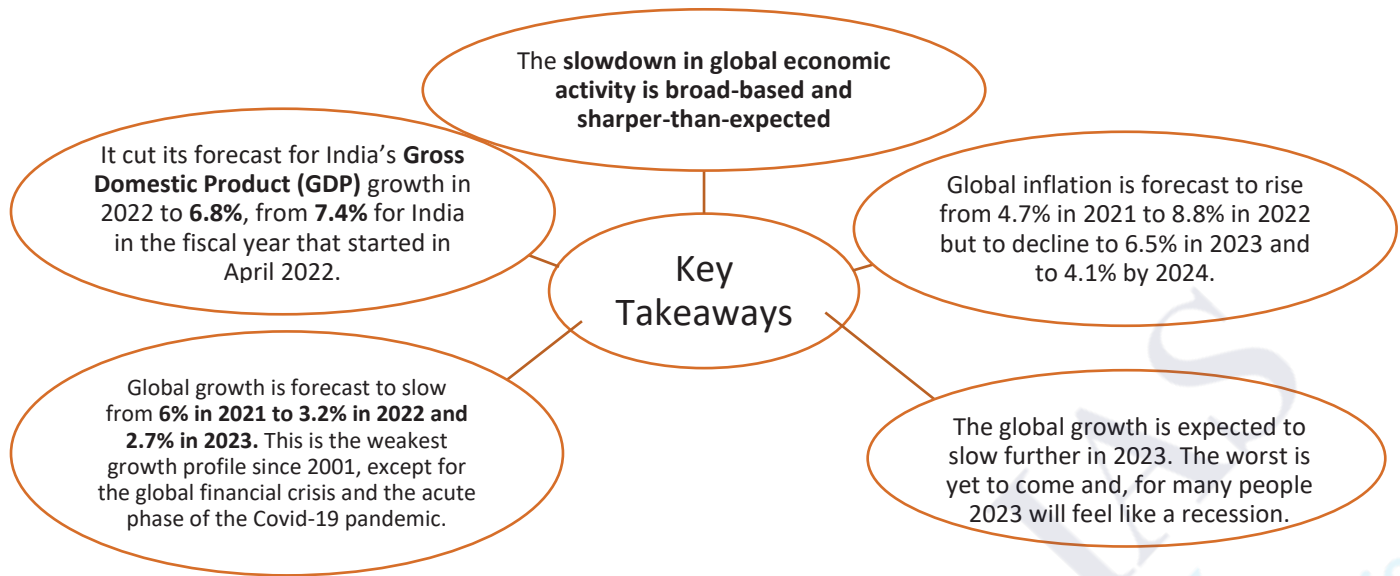 The slowdown in global economic
activity is broad-based and
sharper-than-expected
It cut its forecast for India’s Gross
Domestic Product (GDP) growth in
2022 to 6.8%, from 7.4% for India
in the fiscal year that started in
April 2022.
Global inflation is forecast to rise
from 4.7% in 2021 to 8.8% in 2022
but to decline to 6.5% in 2023 and
to 4.1% by 2024.
Key
Takeaways
Global growth is forecast to slow
from 6% in 2021 to 3.2% in 2022 and
2.7% in 2023. This is the weakest
growth profile since 2001, except for
the global financial crisis and the acute
phase of the Covid-19 pandemic.
The global growth is expected to
slow further in 2023. The worst is
yet to come and, for many people
2023 will feel like a recession.
IAS